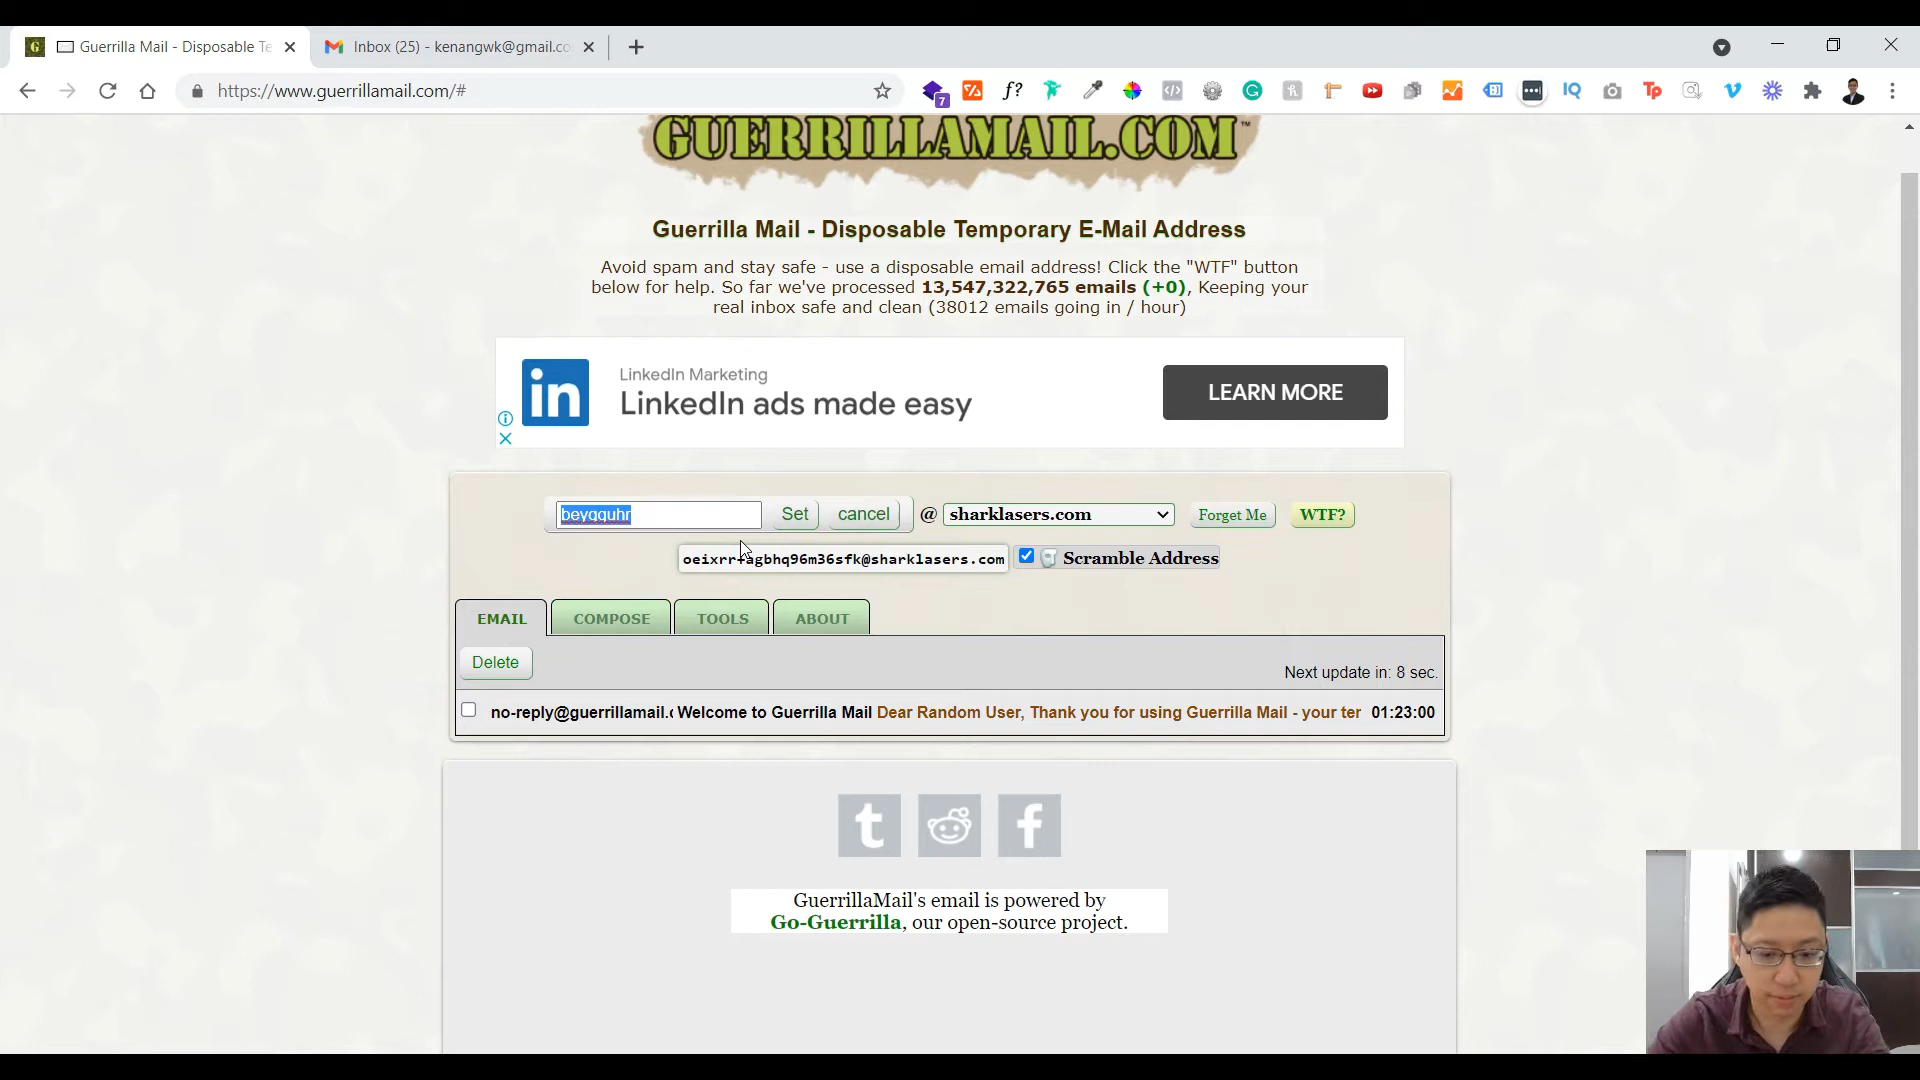 Guerrilla Mail - Disposable Te
Inbox (25) - kenangwk@gmail.co
https://www.guerrillamail.com/#
7
GUERRILLAMAIL.COM™
Guerrilla Mail - Disposable Temporary E-Mail Address
Avoid spam and stay safe - use a disposable email address! Click the "WTF" button
below for help. So far we've processed 13,547,322,765 emails (+0), Keeping your
real inbox safe and clean (38012 emails going in / hour)
in
LinkedIn Marketing
LinkedIn ads made easy
LEARN MORE
beyqguhr Set cancel @ sharklasers.com Forget Me WTF?
@sharklasers.com Scramble Address
EMAIL COMPOSE TOOLS ABOUT
Delete
Next update in: 8 sec.
no-reply@guerrillamail.c Welcome to Guerrilla Mail Dear Random User, Thank you for using Guerrilla Mail - your ter 01:23:00
GuerrillaMail's email is powered by
Go-Guerrilla, our open-source project.